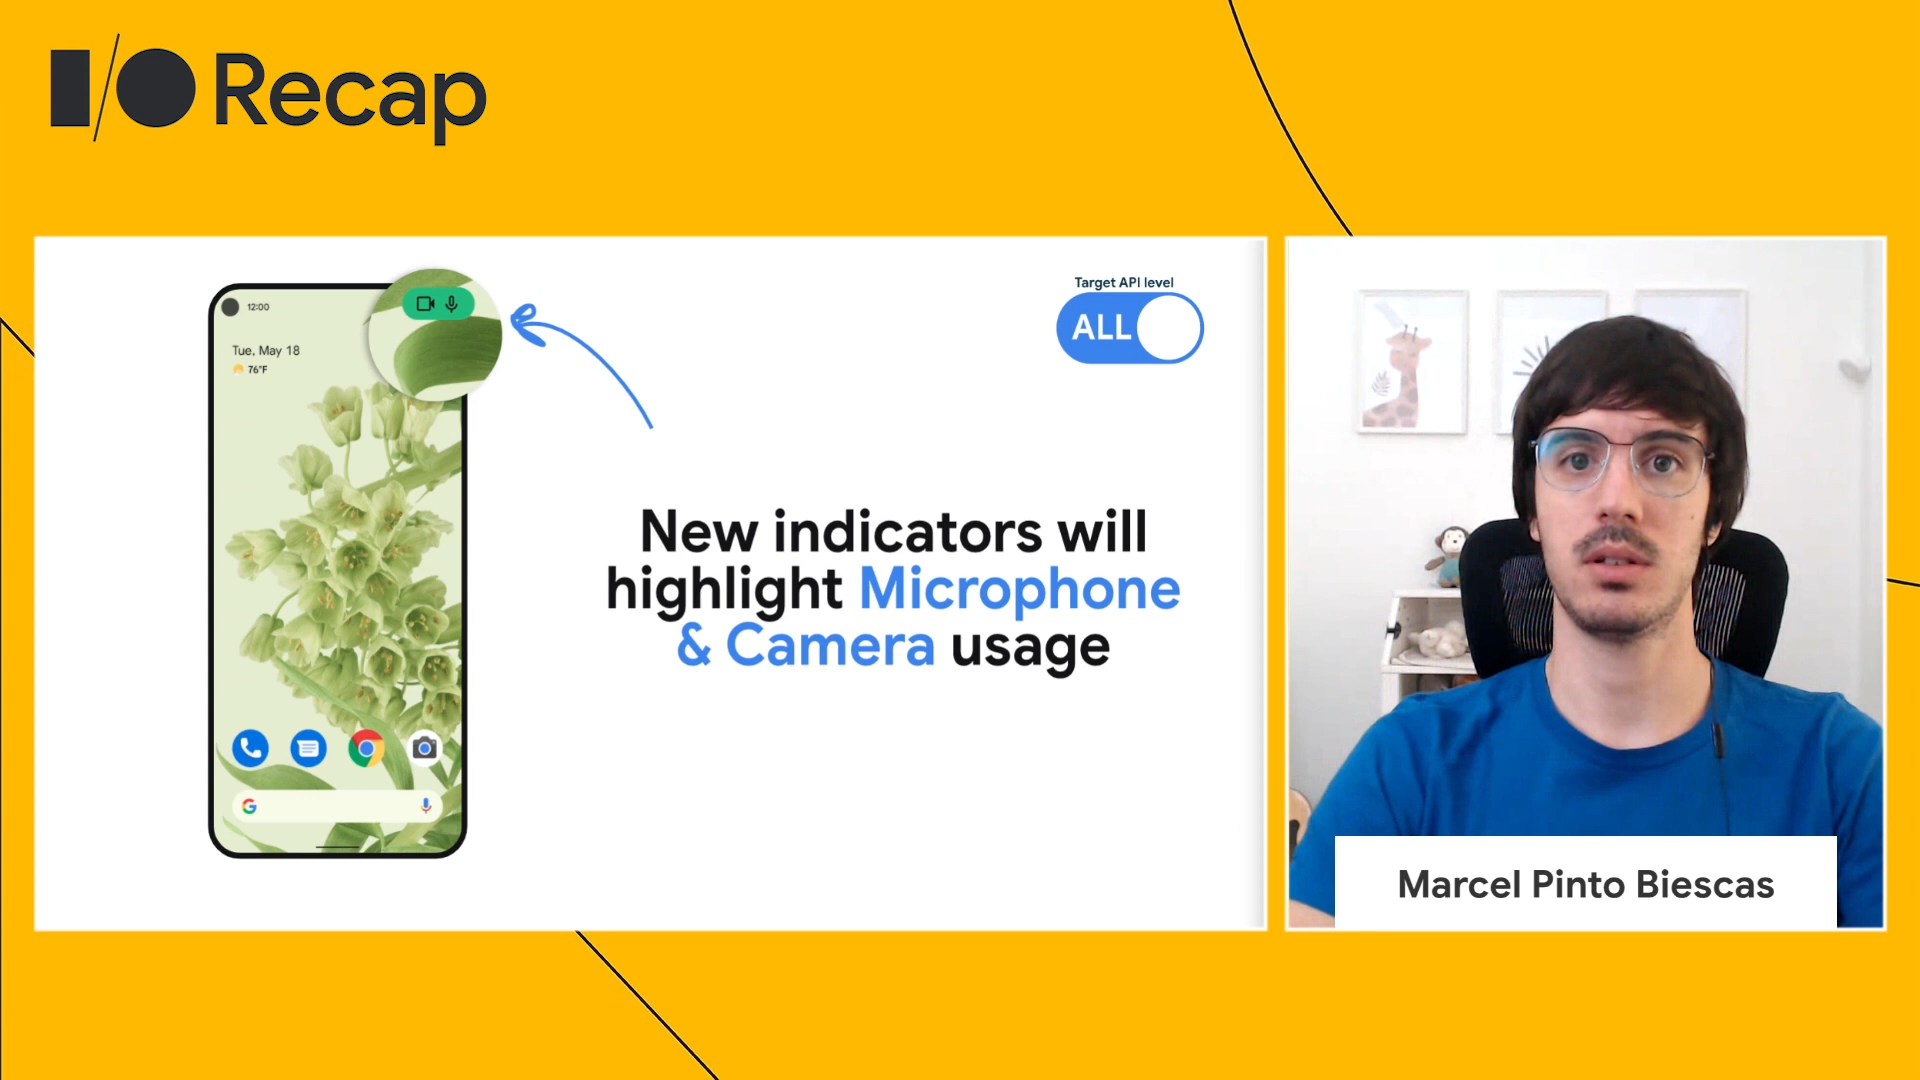 I/O Recap
12:00
Tue, May 18
76°F
Target API level
ALL
New indicators will
highlight Microphone
& Camera usage
Marcel Pinto Biescas